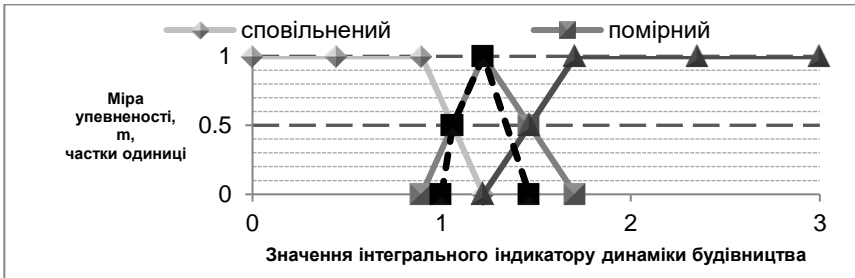 сповільнений помірний
1
Міра
упевненості,
m,
частки одиниці
0.5
0
0 1 2 3
Значення інтегрального індикатору динаміки будівництва